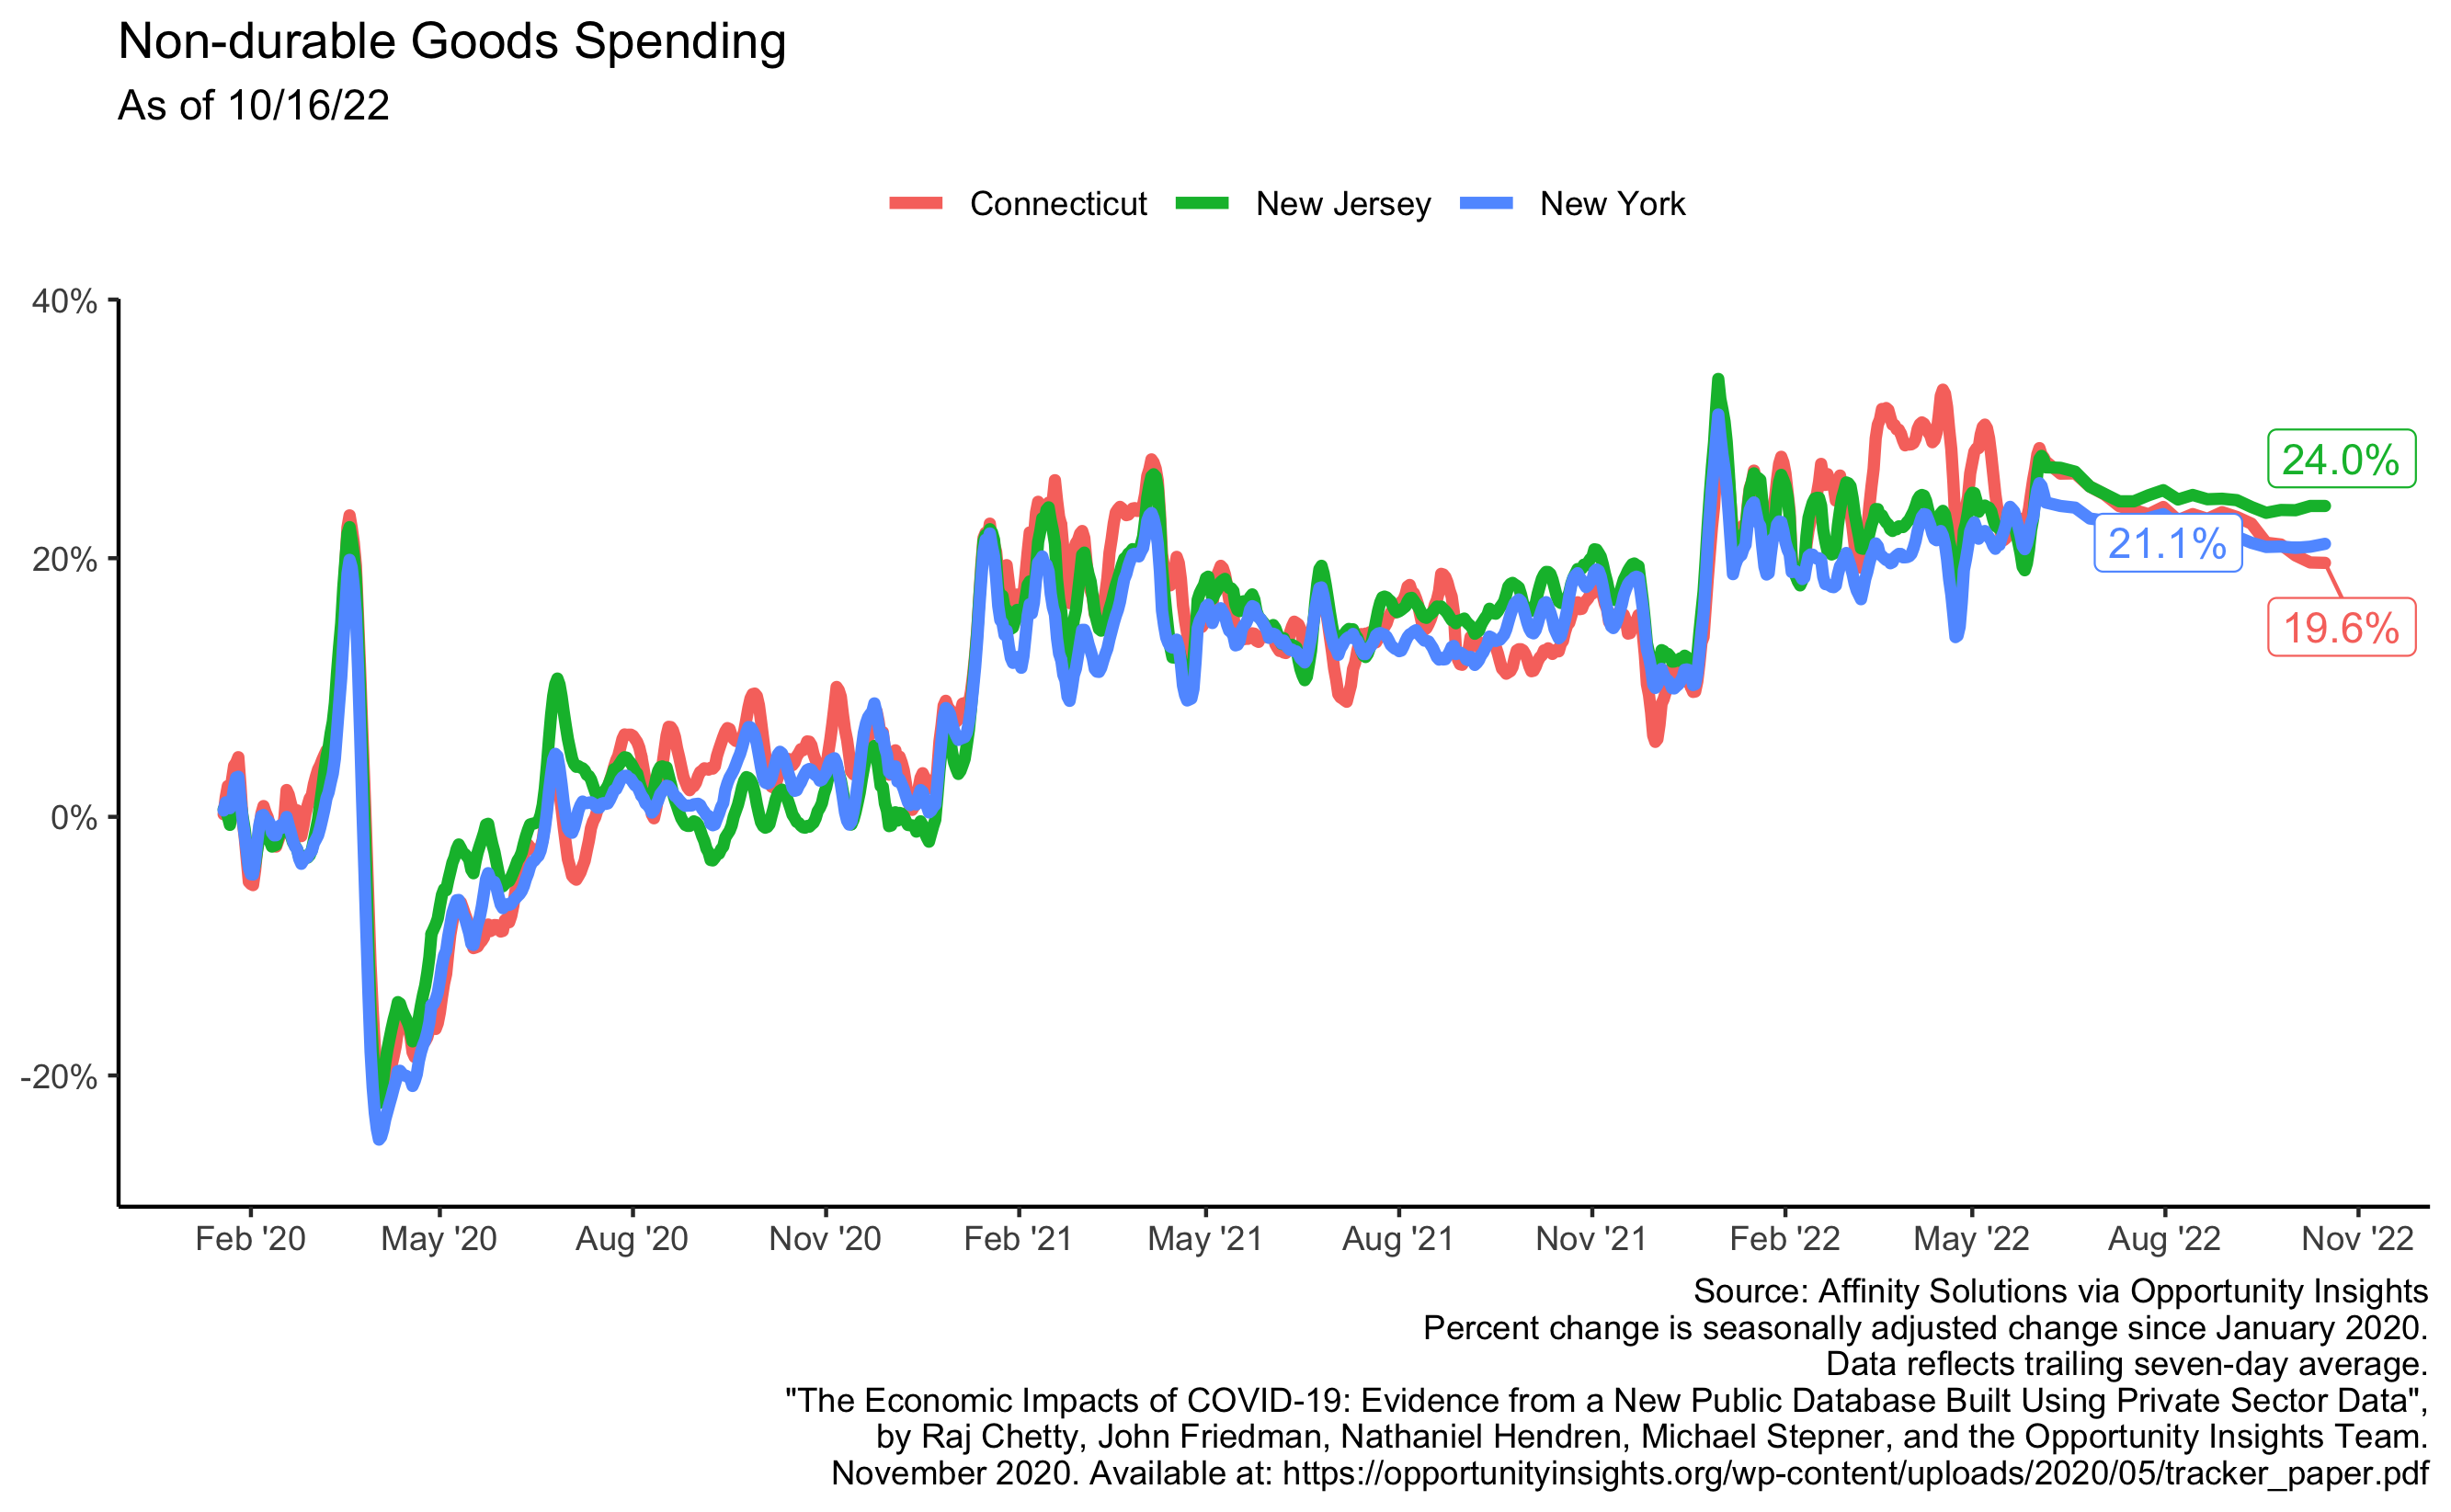 Non-durable Goods Spending
As of 10/16/22
Connecticut New Jersey New York
40%
20%
0%
-20%
24.0%
21.1%
19.6%
Feb '20 May '20 Aug '20 Nov '20 Feb '21 May '21 Aug '21 Nov '21 Feb '22 May '22 Aug '22 Nov '22
Source: Affinity Solutions via Opportunity Insights
Percent change is seasonally adjusted change since January 2020.
Data reflects trailing seven-day average.
"The Economic Impacts of COVID-19: Evidence from a New Public Database Built Using Private Sector Data",
by Raj Chetty, John Friedman, Nathaniel Hendren, Michael Stepner, and the Opportunity Insights Team.
November 2020. Available at: https://opportunityinsights.org/wp-content/uploads/2020/05/tracker_paper.pdf